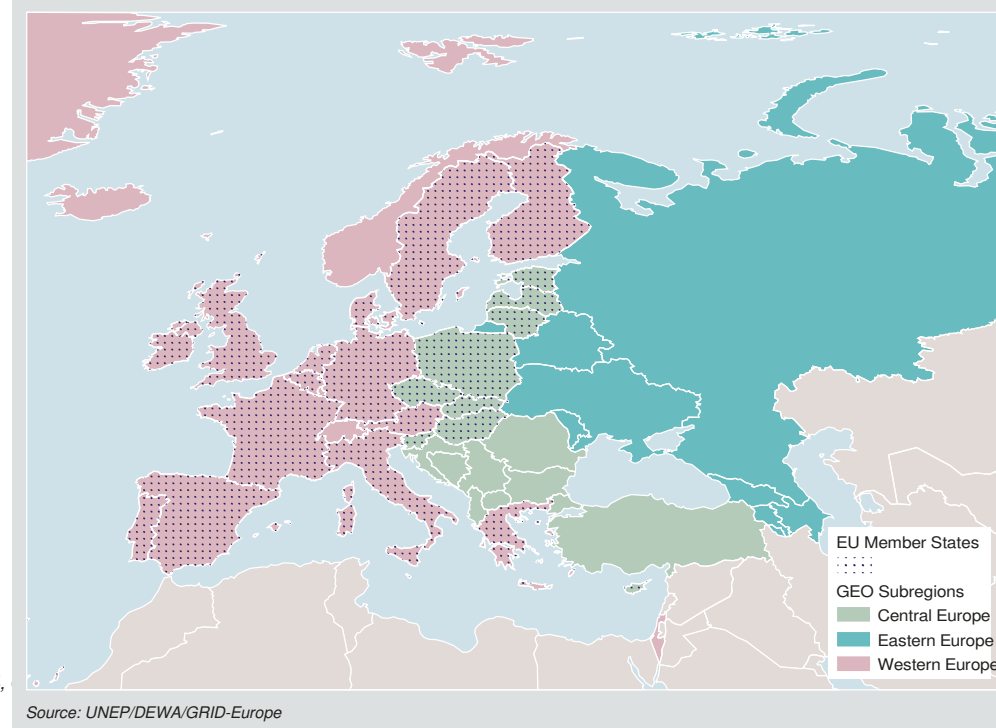 EU Member States
GEO Subregions
Central Europe
Eastern Europe
Western Europe
,
Source: UNEP/DEWA/GRID-Europe